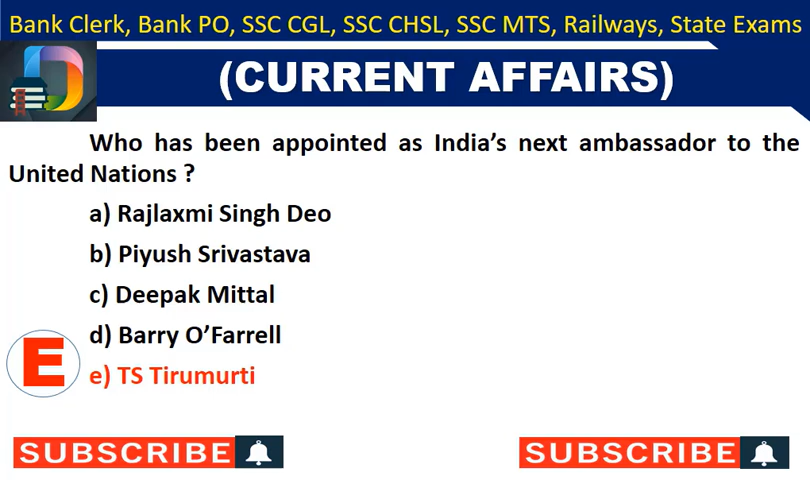 Bank Clerk, Bank PO, SSC CGL, SSC CHSL, SSC MTS, Railways, State Exams
(CURRENT AFFAIRS)
Who has been appointed as India’s next ambassador to the
United Nations ?
a) Rajlaxmi Singh Deo
b) Piyush Srivastava
c) Deepak Mittal
d) Barry O’Farrell
E
e) TS Tirumurti
SUBSCRIBE
SUBSCRIBE